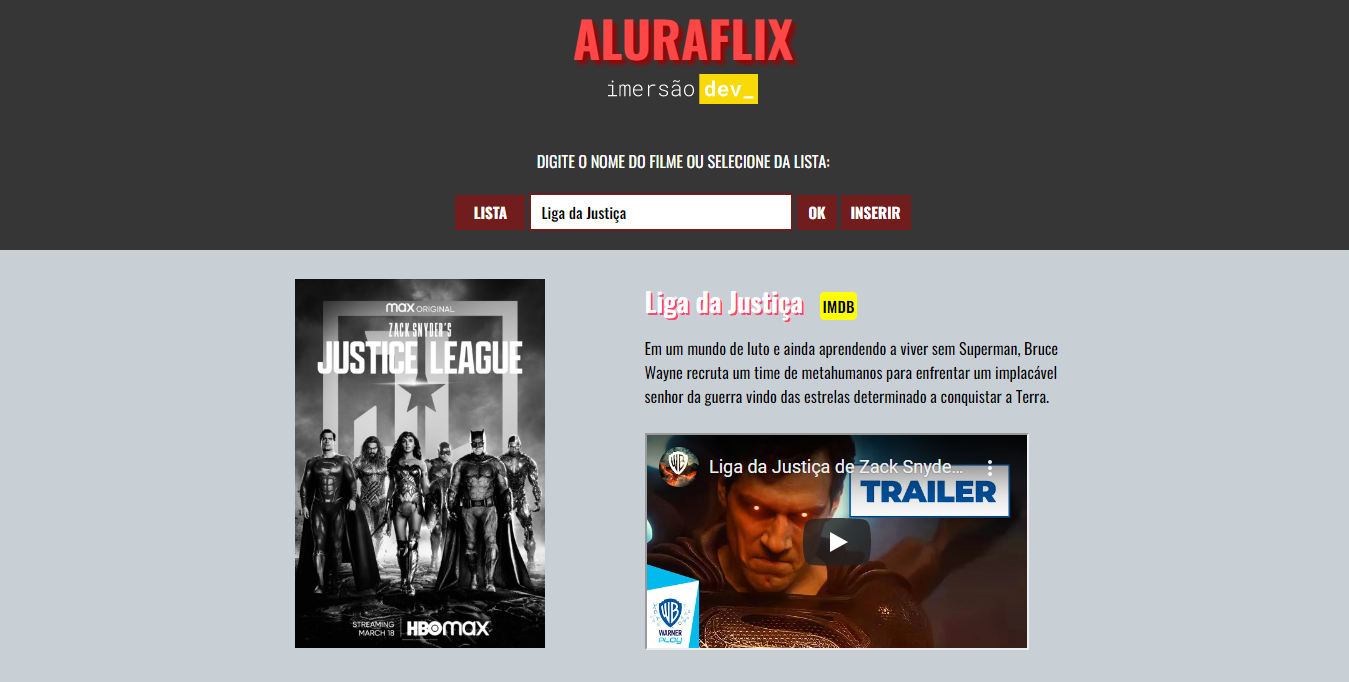 ALURAFLIX
imersão dev_
DIGITE O NOME DO FILME OU SELECIONE DA LISTA:
LISTA
Liga da Justiça
OK
INSERIR
max ORIGINAL
ZACK SNYDER'S
JUSTICE LEAGUE
STREAMING
MARCH 18
HBOmax
Liga da Justiça
IMDB
Em um mundo de luto e ainda aprendendo a viver sem Superman, Bruce
Wayne recruta um time de metahumanos para enfrentar um implacável
senhor da guerra vindo das estrelas determinado a conquistar a Terra.
WB
Liga da Justiça de Zack Snyde...
TRAILER
WB
WARNER
PLAY